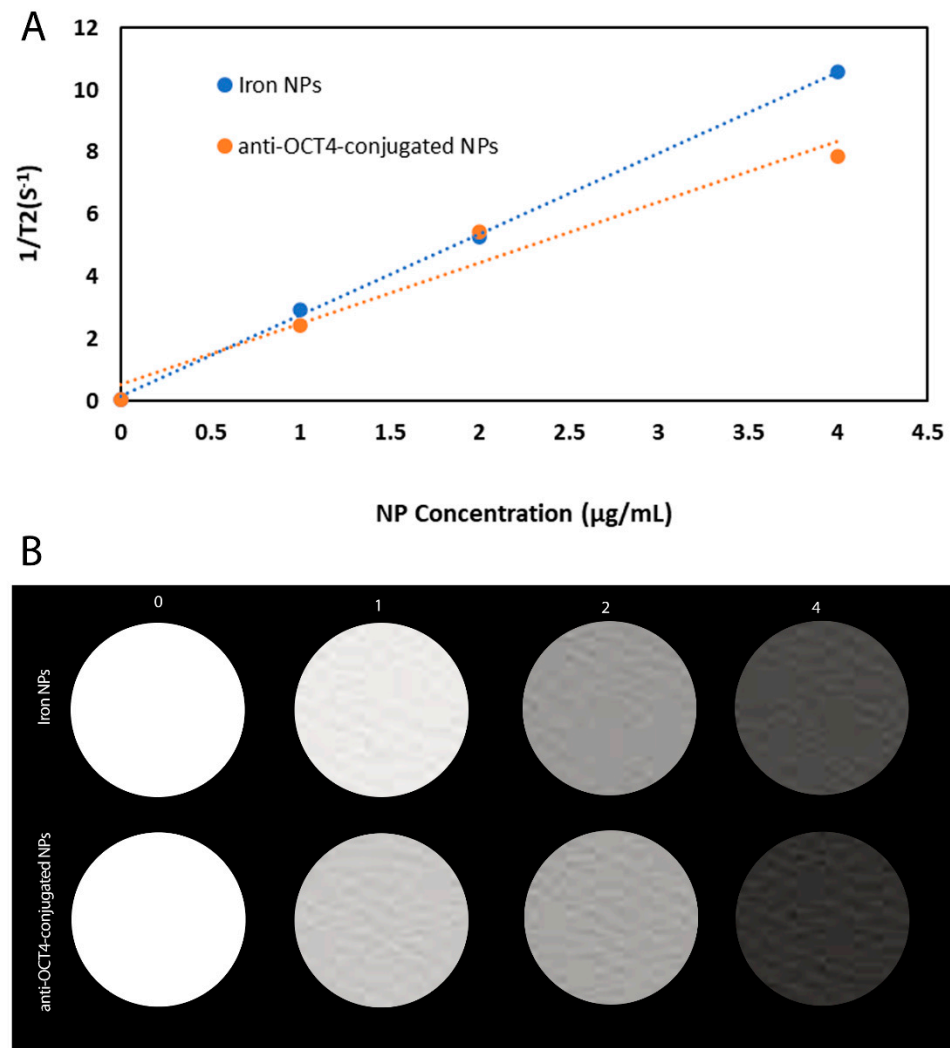 A
12
10
8
6
4
2
0
1/T2(S⁻¹)
Iron NPs
anti-OCT4-conjugated NPs
0 0.5 1 1.5 2 2.5 3 3.5 4 4.5
NP Concentration (µg/mL)
B
0 1 2 4
Iron NPs
anti-OCT4-conjugated NPs